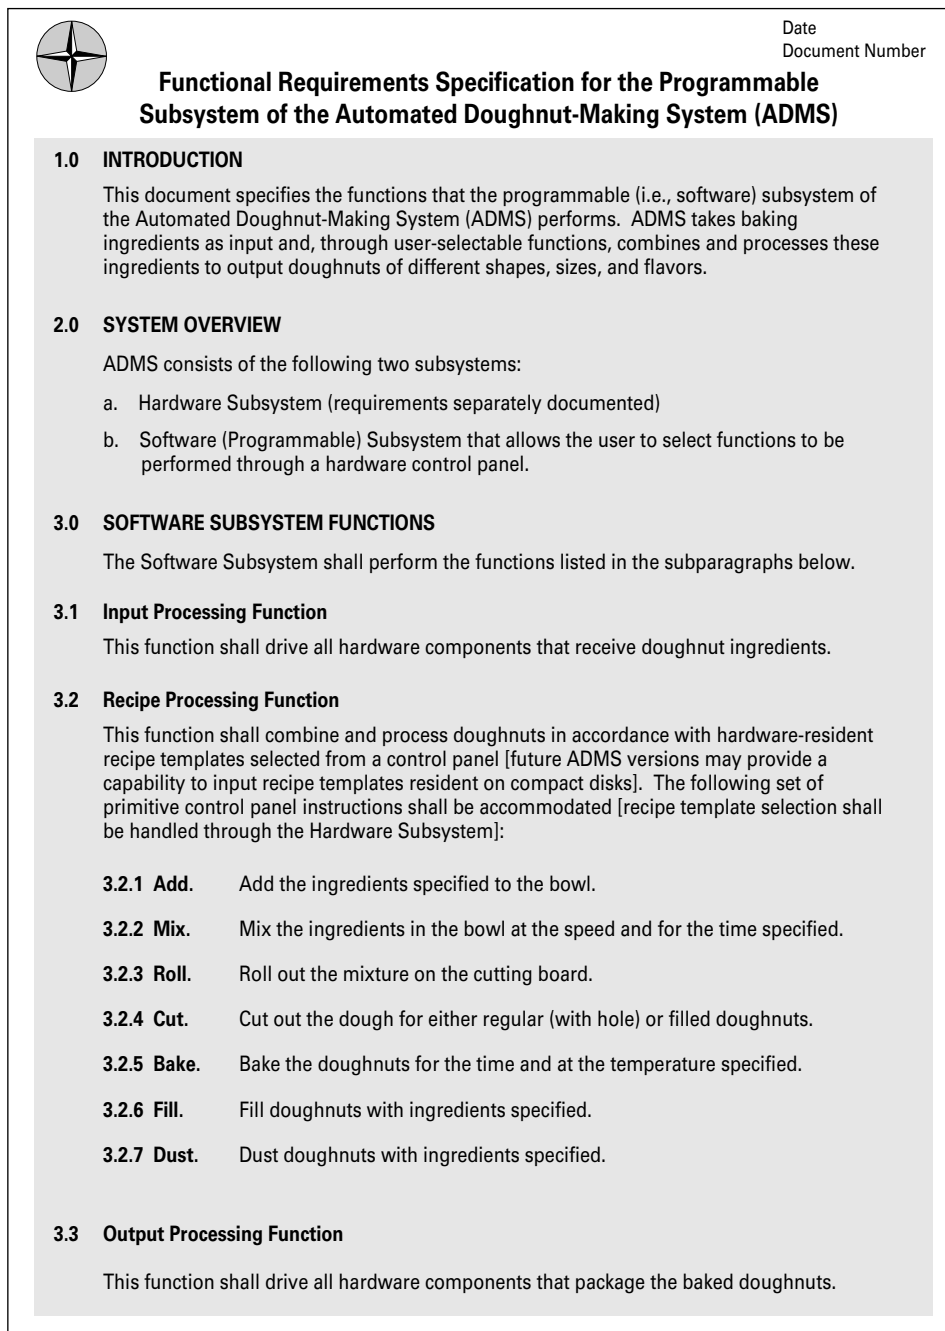 Date
Document Number
Functional Requirements Specification for the Programmable
Subsystem of the Automated Doughnut-Making System (ADMS)
1.0 INTRODUCTION
This document specifies the functions that the programmable (i.e., software) subsystem of
the Automated Doughnut-Making System (ADMS) performs. ADMS takes baking
ingredients as input and, through user-selectable functions, combines and processes these
ingredients to output doughnuts of different shapes, sizes, and flavors.
2.0 SYSTEM OVERVIEW
ADMS consists of the following two subsystems:
a. Hardware Subsystem (requirements separately documented)
b. Software (Programmable) Subsystem that allows the user to select functions to be
performed through a hardware control panel.
3.0 SOFTWARE SUBSYSTEM FUNCTIONS
The Software Subsystem shall perform the functions listed in the subparagraphs below.
3.1 Input Processing Function
This function shall drive all hardware components that receive doughnut ingredients.
3.2 Recipe Processing Function
This function shall combine and process doughnuts in accordance with hardware-resident
recipe templates selected from a control panel [future ADMS versions may provide a
capability to input recipe templates resident on compact disks]. The following set of
primitive control panel instructions shall be accommodated [recipe template selection shall
be handled through the Hardware Subsystem]:
3.2.1 Add. Add the ingredients specified to the bowl.
3.2.2 Mix. Mix the ingredients in the bowl at the speed and for the time specified.
3.2.3 Roll. Roll out the mixture on the cutting board.
3.2.4 Cut. Cut out the dough for either regular (with hole) or filled doughnuts.
3.2.5 Bake. Bake the doughnuts for the time and at the temperature specified.
3.2.6 Fill. Fill doughnuts with ingredients specified.
3.2.7 Dust. Dust doughnuts with ingredients specified.
3.3 Output Processing Function
This function shall drive all hardware components that package the baked doughnuts.